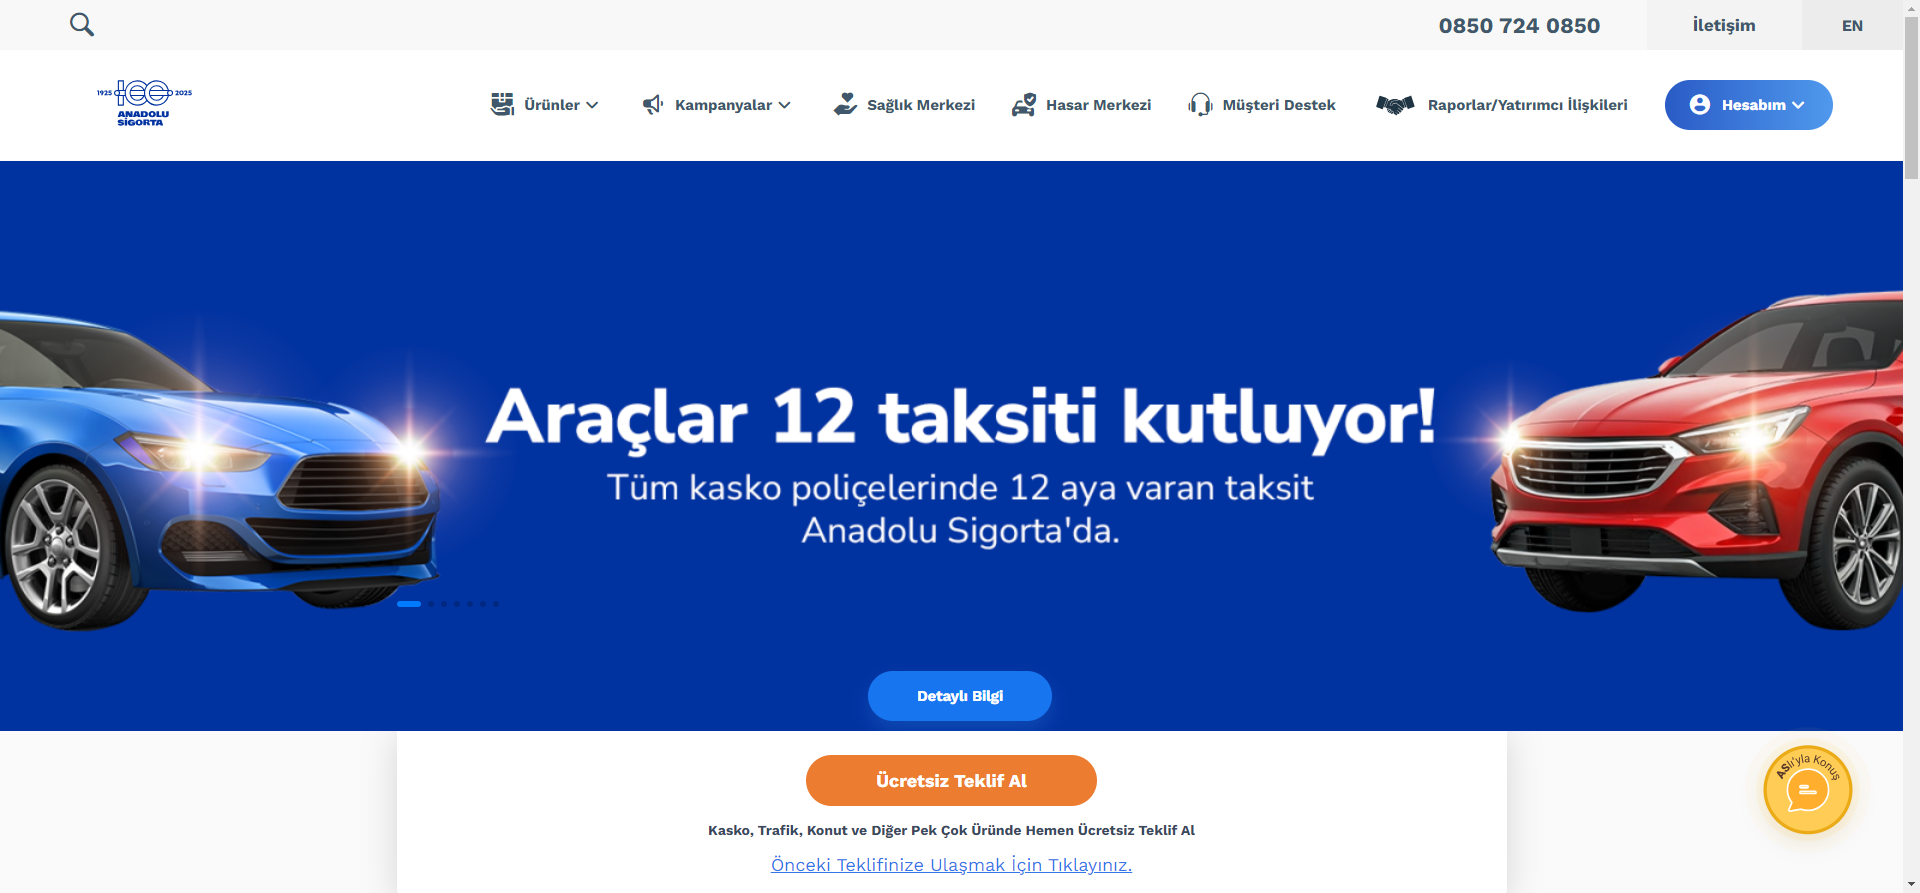 0850 724 0850
İletişim
EN
1925 100 2025
ANADOLU
SİGORTA
Ürünler
Kampanyalar
Sağlık Merkezi
Hasar Merkezi
Müşteri Destek
Raporlar/Yatırımcı İlişkileri
Hesabım
Araçlar 12 taksiti kutluyor!
Tüm kasko poliçelerinde 12 aya varan taksit
Anadolu Sigorta'da.
Detaylı Bilgi
Ücretsiz Teklif Al
Kasko, Trafik, Konut ve Diğer Pek Çok Üründe Hemen Ücretsiz Teklif Al
Önceki Teklifinize Ulaşmak İçin Tıklayınız.
ASlı'yla Konuş